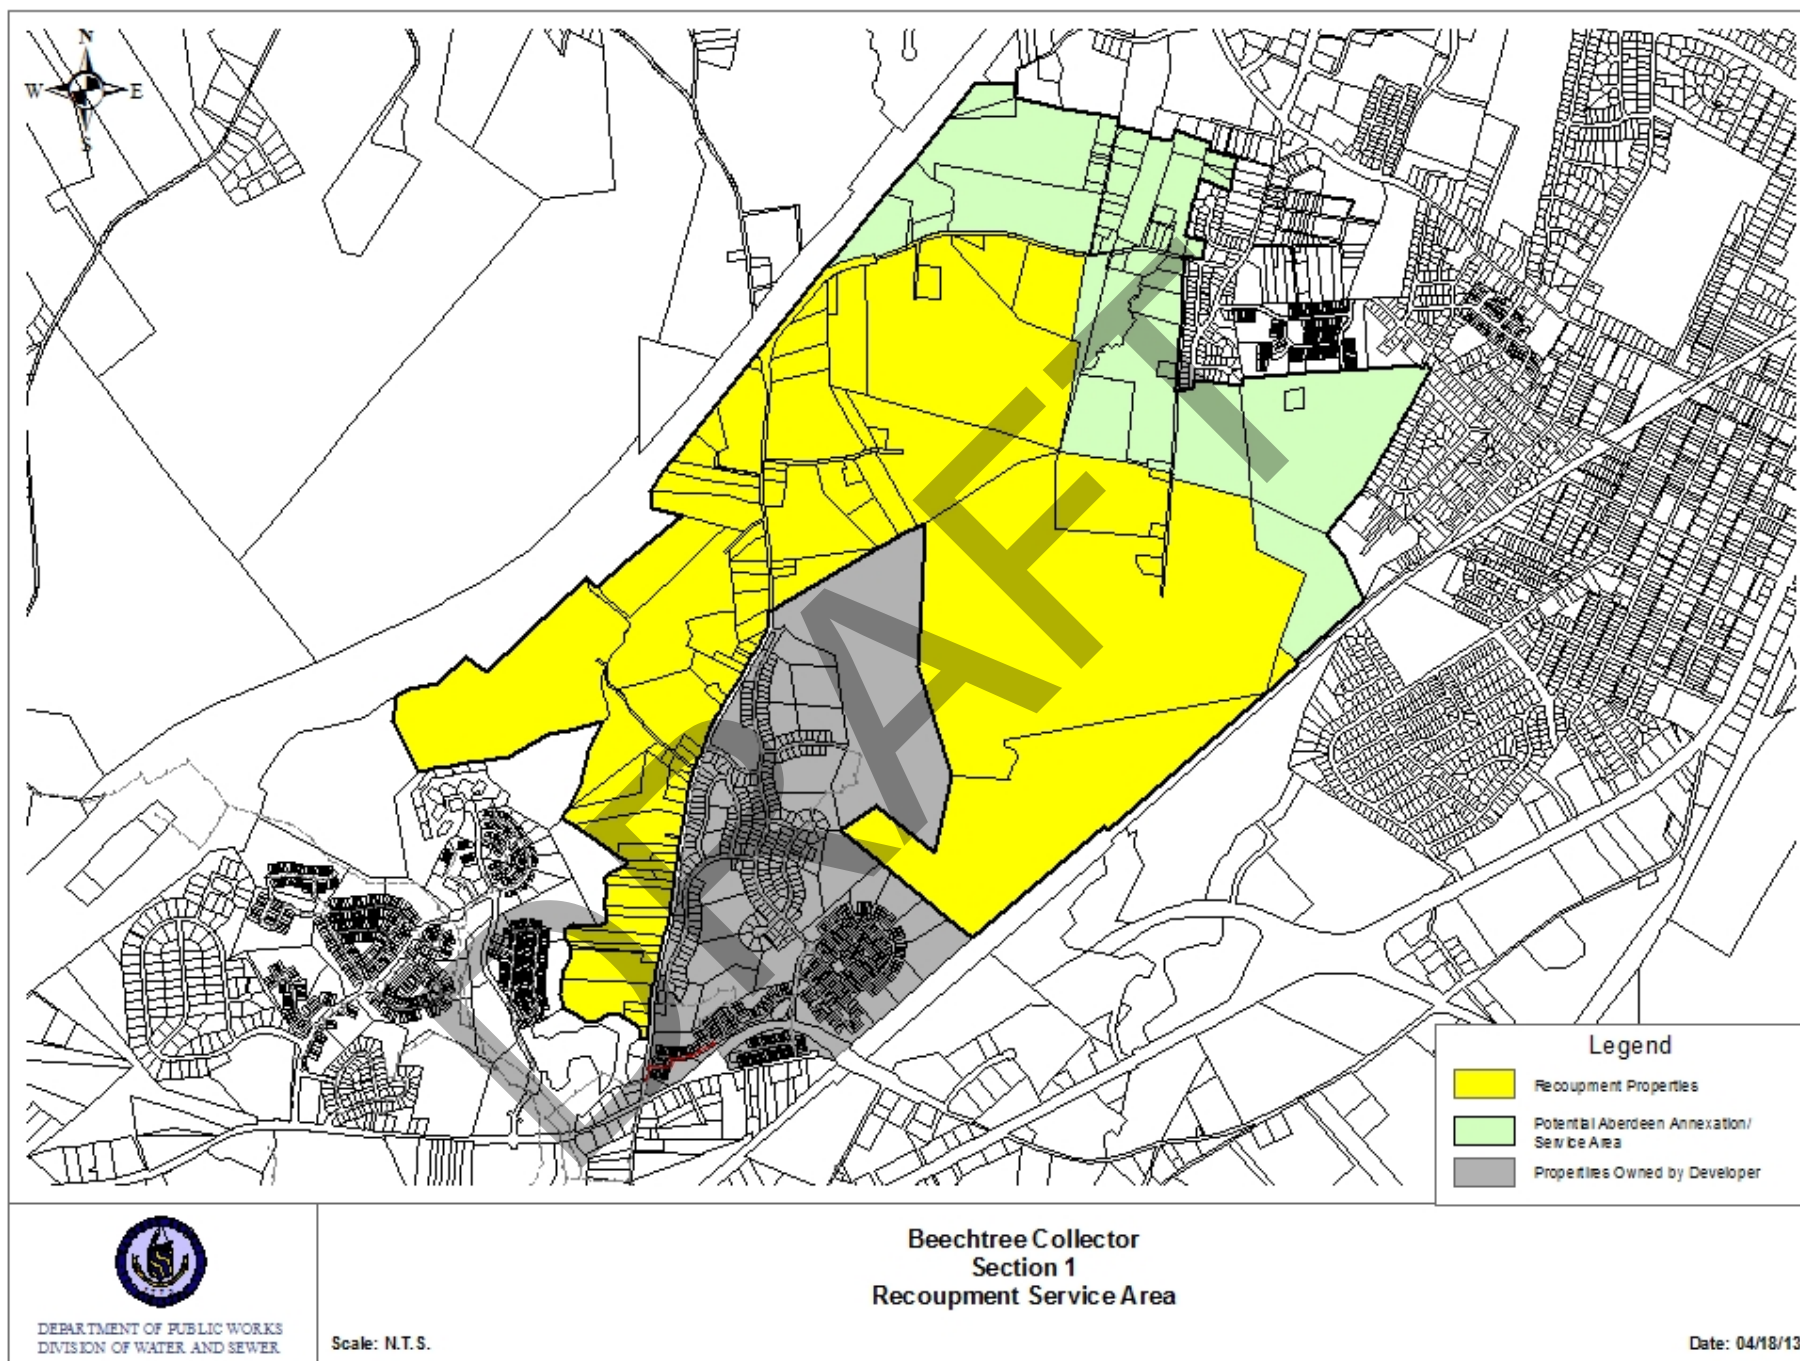 N
W E
S
DRAFT
Legend
Recoupment Properties
Potential Aberdeen Annexation/
Service Area
Propertires Owned by Developer
Beechtree Collector
Section 1
Recoupment Service Area
DEPARTMENT OF PUBLIC WORKS
DIVISION OF WATER AND SEWER
Scale: N.T.S.
Date: 04/18/13